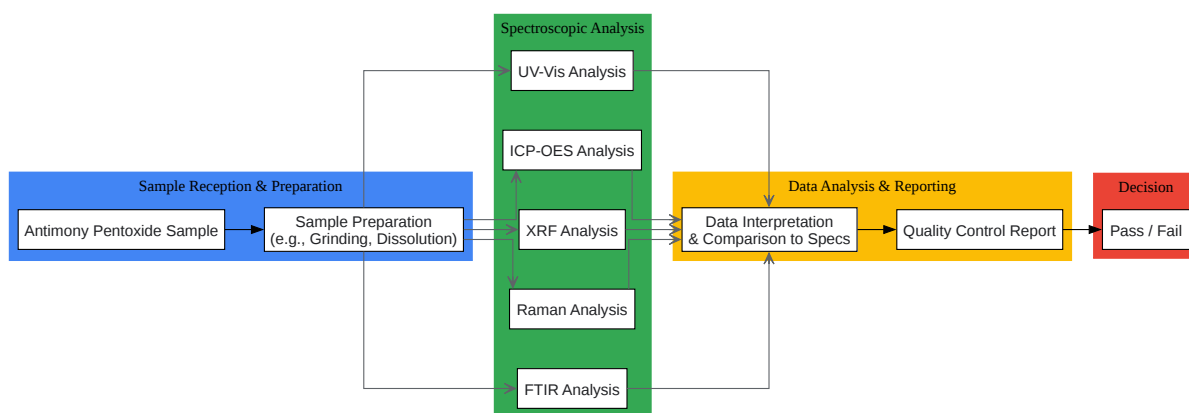 Spectroscopic Analysis
UV-Vis Analysis
ICP-OES Analysis
Sample Reception & Preparation
Data Analysis & Reporting
Decision
Antimony Pentoxide Sample
Sample Preparation
(e.g., Grinding, Dissolution)
XRF Analysis
Data Interpretation
& Comparison to Specs
Quality Control Report
Pass / Fail
Raman Analysis
FTIR Analysis